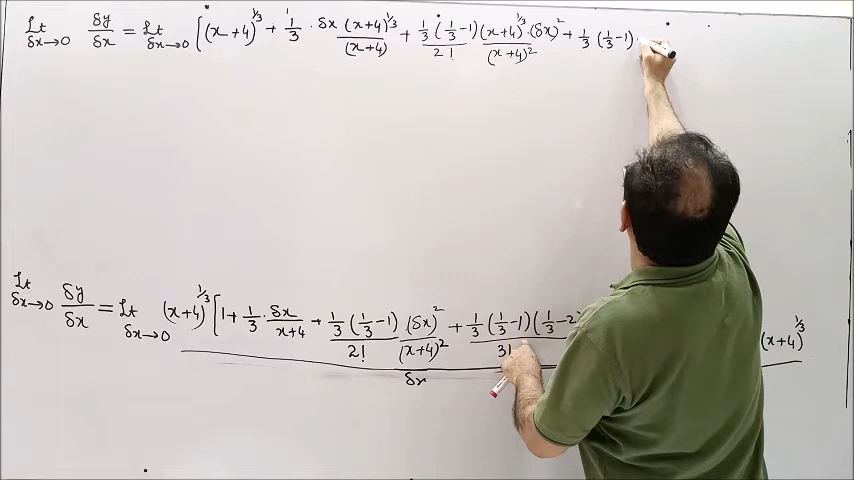 Lt δx→0 δy/δx = Lt δx→0 [(x+4)^1/3 + 1/3 · δx (x+4)^1/3/(x+4) + 1/3 (1/3 −1)/2! (x+4)^1/3 · (δx)^2/(x+4)^2 + 1/3 (1/3 −1)
Lt δx→0 δy/δx = Lt δx→0 (x+4)^1/3 [1 + 1/3 · δx/x+4 + 1/3 (1/3 −1)/2! (δx)^2/(x+4)^2 + 1/3 (1/3 −1)(1/3 −2)/3! (x+4)^1/3
δx